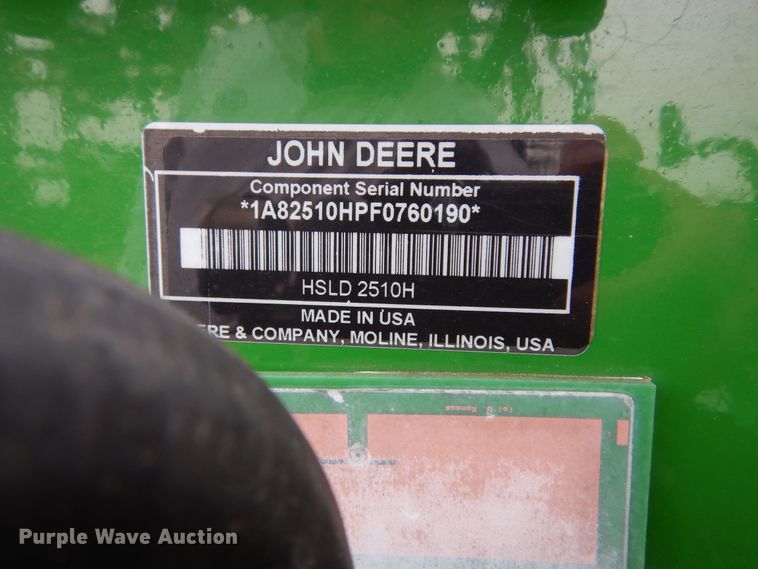 JOHN DEERE
Component Serial Number
*1A82510HPF0760190*
HSLD 2510H
MADE IN USA
ERE & COMPANY, MOLINE, ILLINOIS, USA
Purple Wave Auction